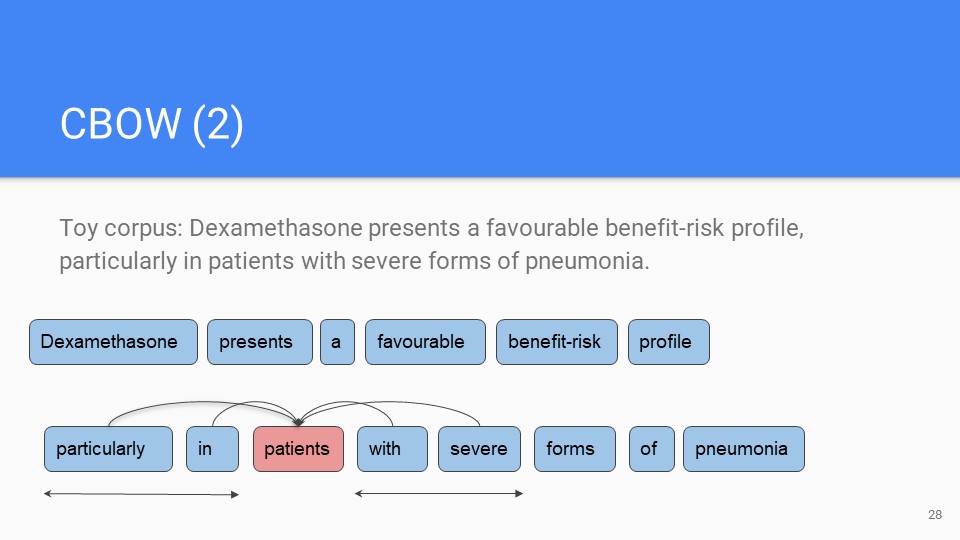 CBOW (2)
Toy corpus: Dexamethasone presents a favourable benefit-risk profile,
particularly in patients with severe forms of pneumonia.
Dexamethasone presents a favourable benefit-risk profile
particularly in patients with severe forms of pneumonia
28